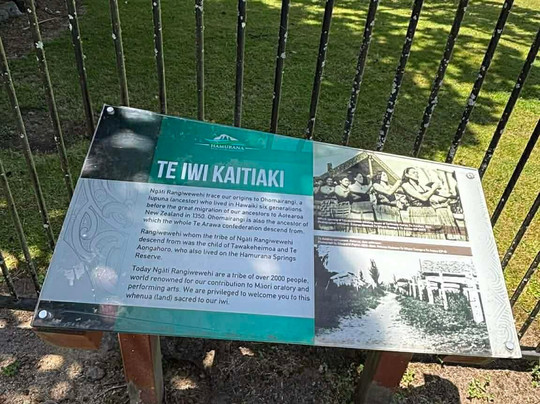 HAMURANA
TE IWI KAITIAKI
Ngāti Rangiwewehi trace our origins to Ohomairangi, a
tupuna (ancestor) who lived in Hawaiki six generations
before the great migration of our ancestors to Aotearoa
New Zealand in 1350. Ohomairangi is also the ancestor of
which the whole Te Arawa confederation descend from.
Rangiwewehi whom the tribe of Ngāti Rangiwewehi
descend from was the child of Tawakeheimoa and Te
Aongahoro, who also lived on the Hamurana Springs
Reserve.
Today Ngāti Rangiwewehi are a tribe of over 2000 people,
world renowned for our contribution to Māori oratory and
performing arts. We are privileged to welcome you to this
whenua (land) sacred to our iwi.